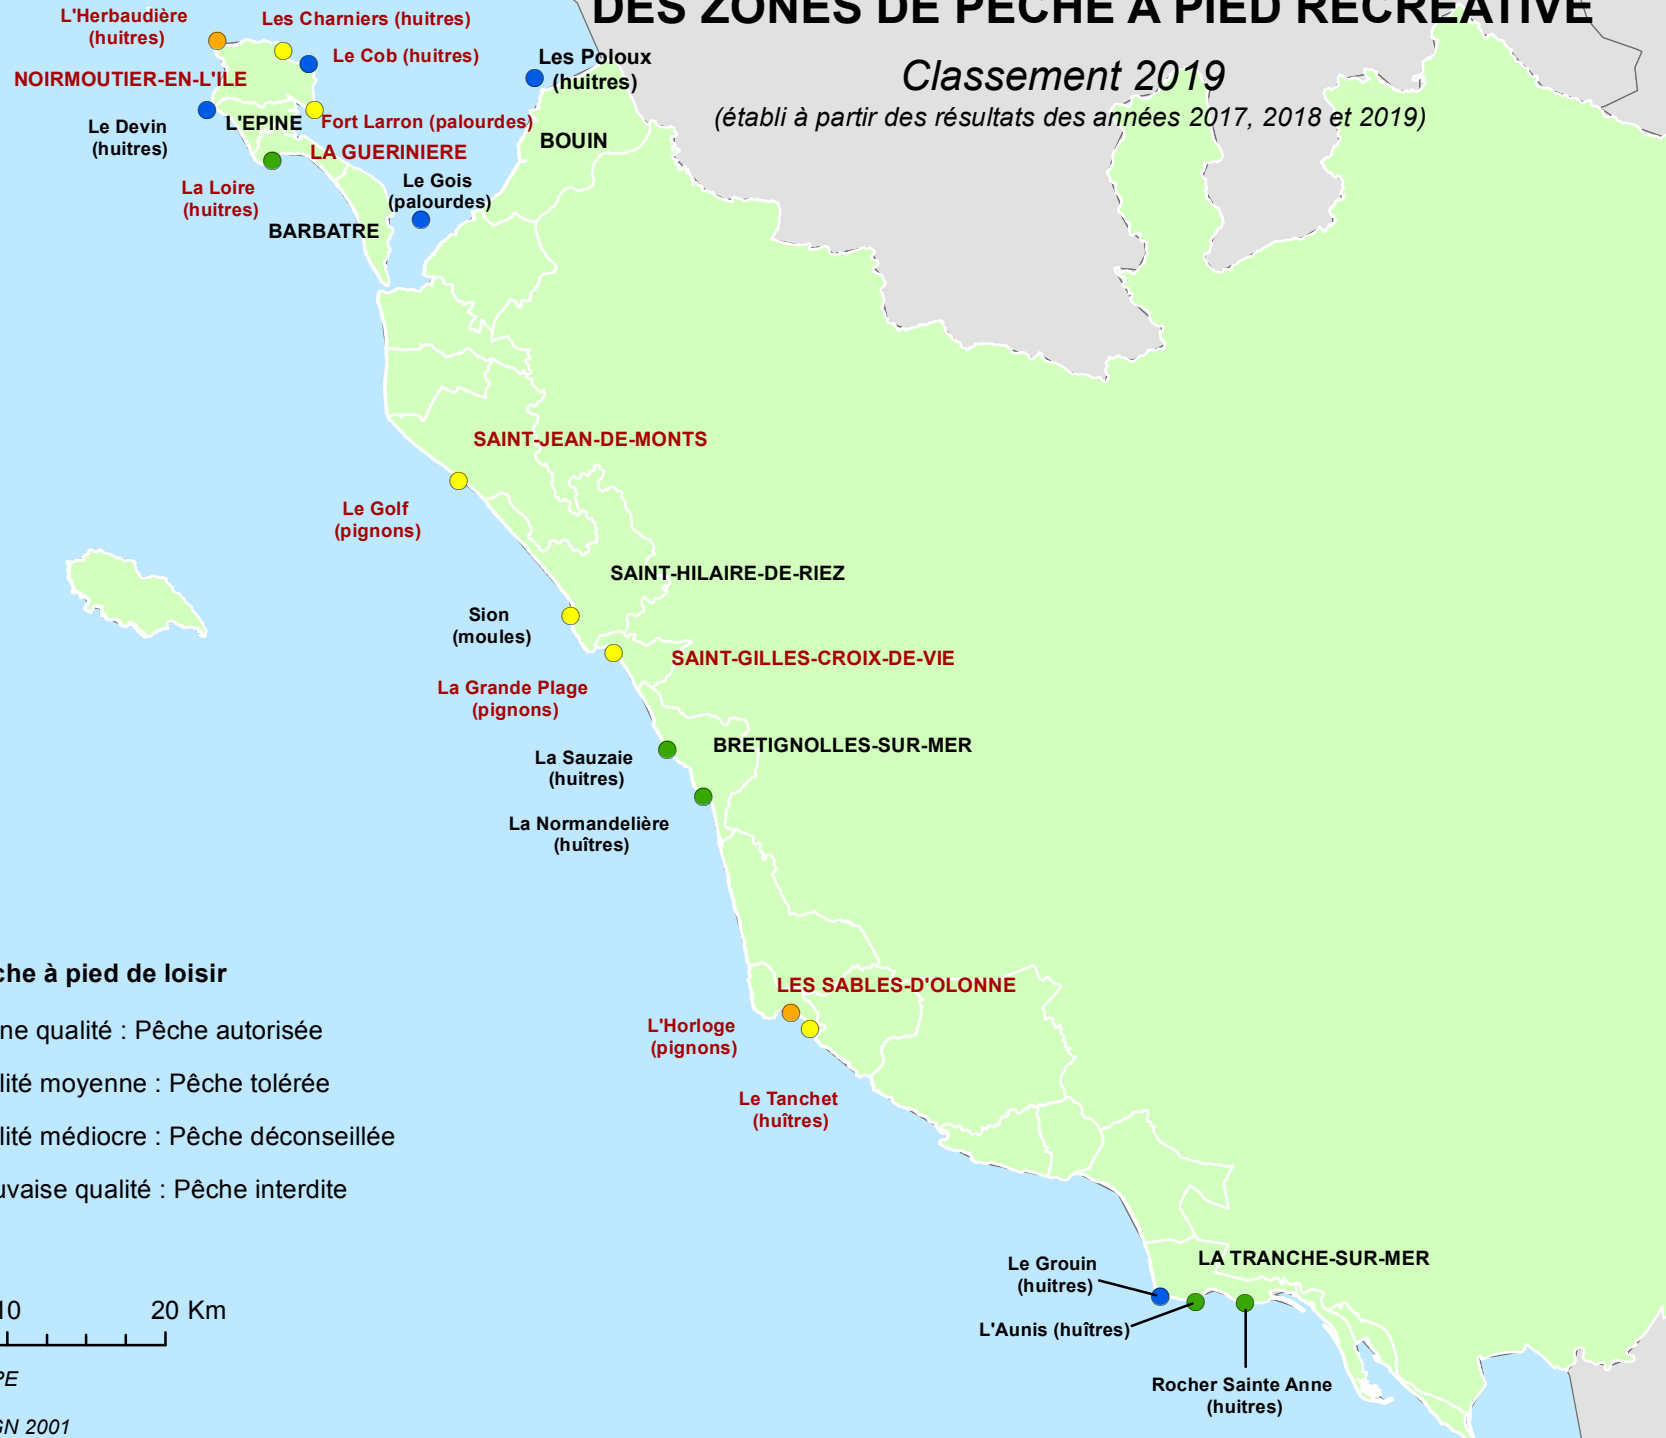 DES ZONES DE PECHE A PIED RECREATIVE
Classement 2019
(établi à partir des résultats des années 2017, 2018 et 2019)
L'Herbaudière
(huitres)
Les Charniers (huitres)
Le Cob (huitres)
NOIRMOUTIER-EN-L'ILE
Les Poloux
(huitres)
Le Devin
(huitres)
L'EPINE
Fort Larron (palourdes)
BOUIN
LA GUERINIERE
La Loire
(huitres)
Le Gois
(palourdes)
BARBATRE
SAINT-JEAN-DE-MONTS
Le Golf
(pignons)
SAINT-HILAIRE-DE-RIEZ
Sion
(moules)
SAINT-GILLES-CROIX-DE-VIE
La Grande Plage
(pignons)
BRETIGNOLLES-SUR-MER
La Sauzaie
(huitres)
La Normandelière
(huîtres)
LES SABLES-D'OLONNE
L'Horloge
(pignons)
Le Tanchet
(huîtres)
che à pied de loisir
ne qualité : Pêche autorisée
lité moyenne : Pêche tolérée
lité médiocre : Pêche déconseillée
uvaise qualité : Pêche interdite
LA TRANCHE-SUR-MER
Le Grouin
(huitres)
L'Aunis (huîtres)
Rocher Sainte Anne
(huitres)
10 20 Km
PE
GN 2001